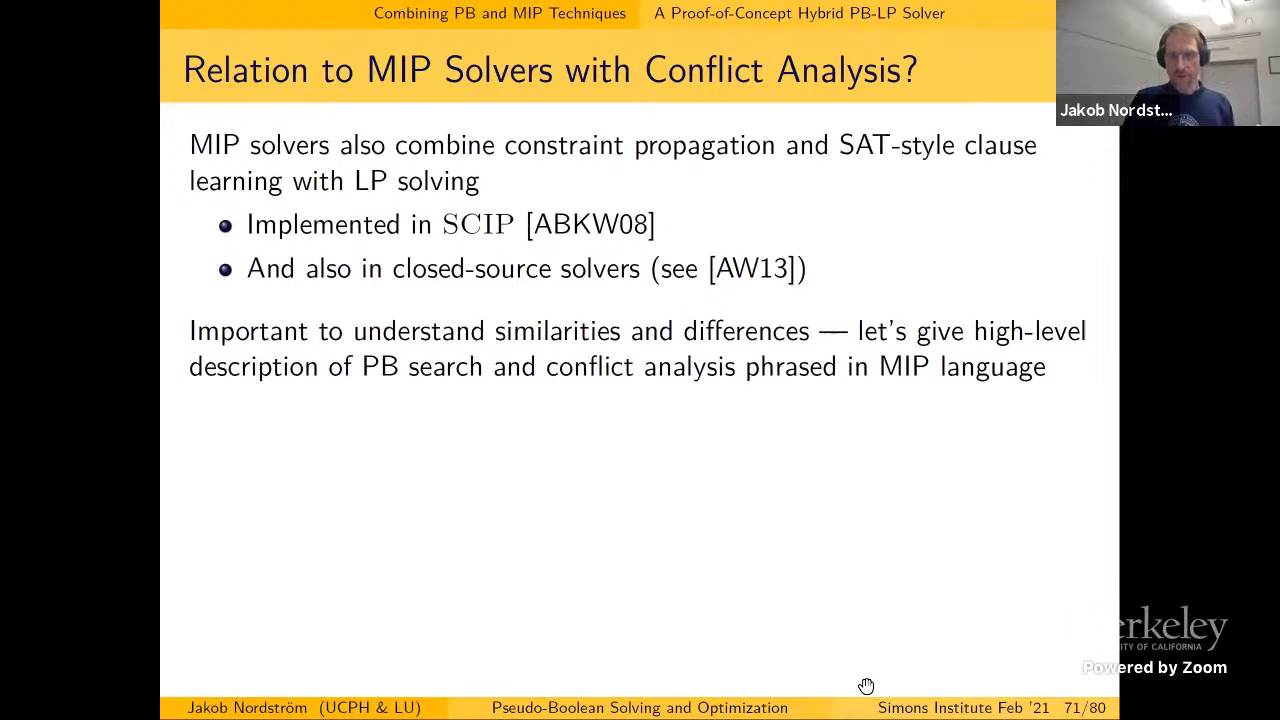 Combining PB and MIP Techniques A Proof-of-Concept Hybrid PB-LP Solver
Relation to MIP Solvers with Conflict Analysis?
Jakob Nordst...
MIP solvers also combine constraint propagation and SAT-style clause
learning with LP solving
Implemented in SCIP [ABKW08]
And also in closed-source solvers (see [AW13])
Important to understand similarities and differences — let's give high-level
description of PB search and conflict analysis phrased in MIP language
erkeley
TY OF CALIFORNIA
Powered by Zoom
Jakob Nordström (UCPH & LU) Pseudo-Boolean Solving and Optimization Simons Institute Feb '21 71/80